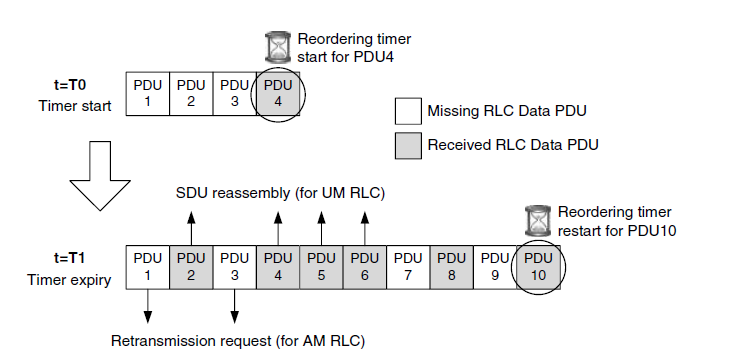 Reordering timer
start for PDU4
t=T0
Timer start
PDU PDU PDU PDU
1 2 3 4
Missing RLC Data PDU
Received RLC Data PDU
SDU reassembly (for UM RLC)
Reordering timer
restart for PDU10
t=T1
Timer expiry
PDU PDU PDU PDU PDU PDU PDU PDU PDU PDU
1 2 3 4 5 6 7 8 9 10
Retransmission request (for AM RLC)